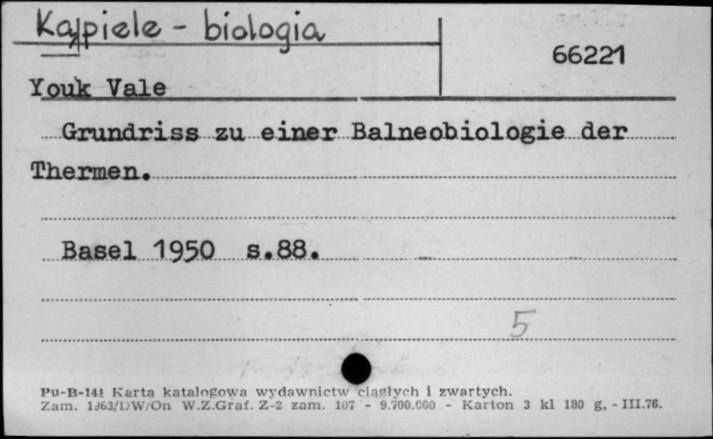 Kąpiele - biologia
66221
Youk Vale
Grundriss zu einer Balneobiologie der
Thermen.
Basel 1950 s.88.
5
Pu-B-144 Karta katalogowa wydawnictw ciągłych i zwartych.
Zam. 1363/DW/On W.Z.Graf. Z-2 zam. 107 - 9.700.000 - Karton 3 kl 180 g, - III.76.